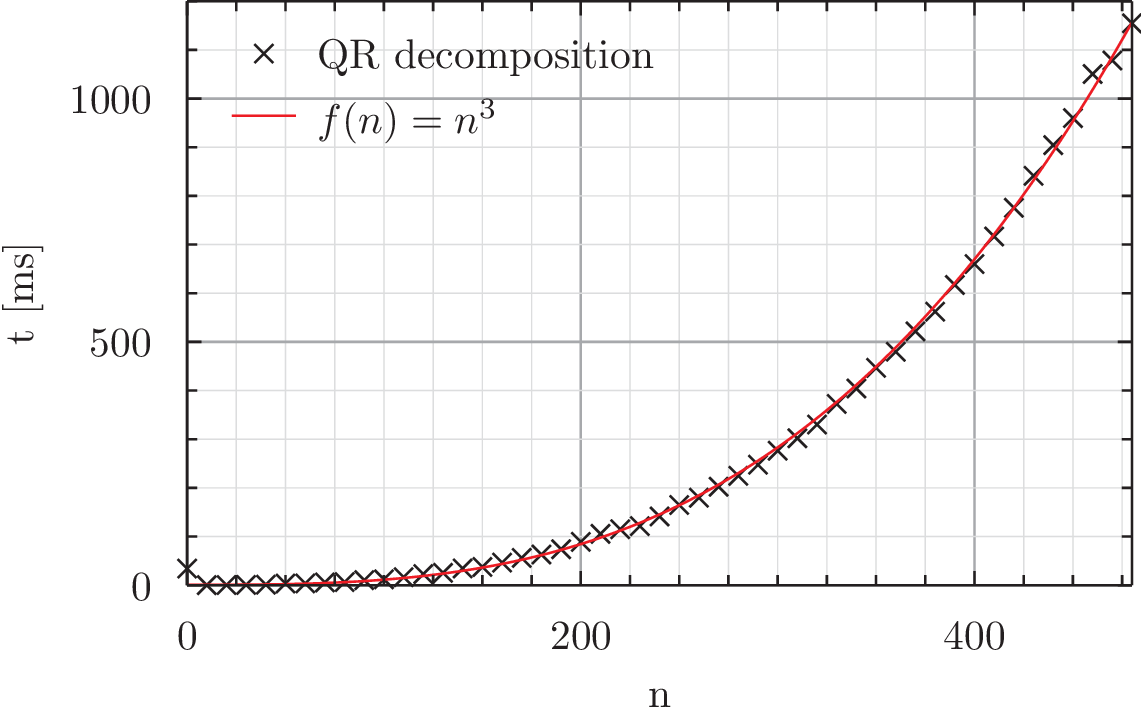 QR decomposition
f(n) = n³
1000
500
0
t [ms]
0 200 400
n